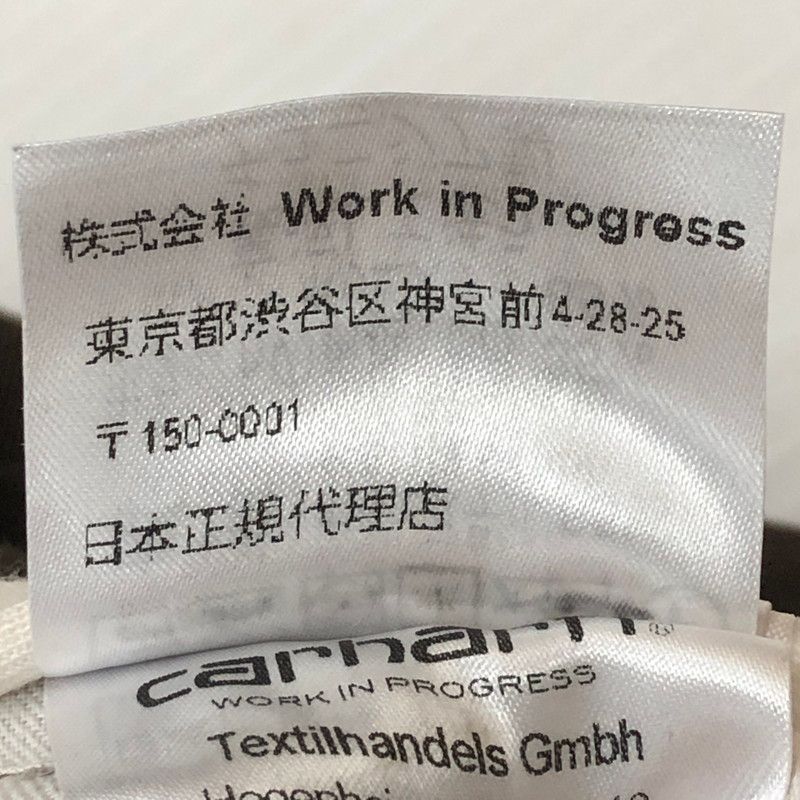 株式会社 Work in Progress
東京都渋谷区神宮前4-28-25
〒150-0001
日本正規代理店
carhartt®
WORK IN PROGRESS
Textilhandels Gmbh